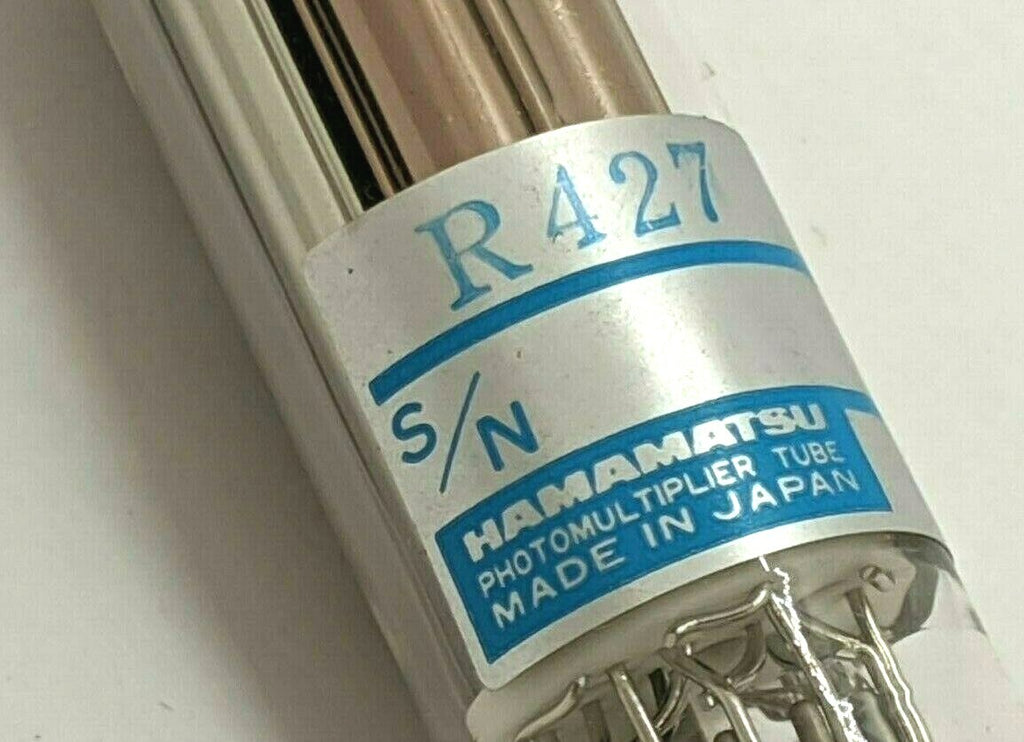 R427
S/N
HAMAMATSU
PHOTOMULTIPLIER TUBE
MADE IN JAPAN